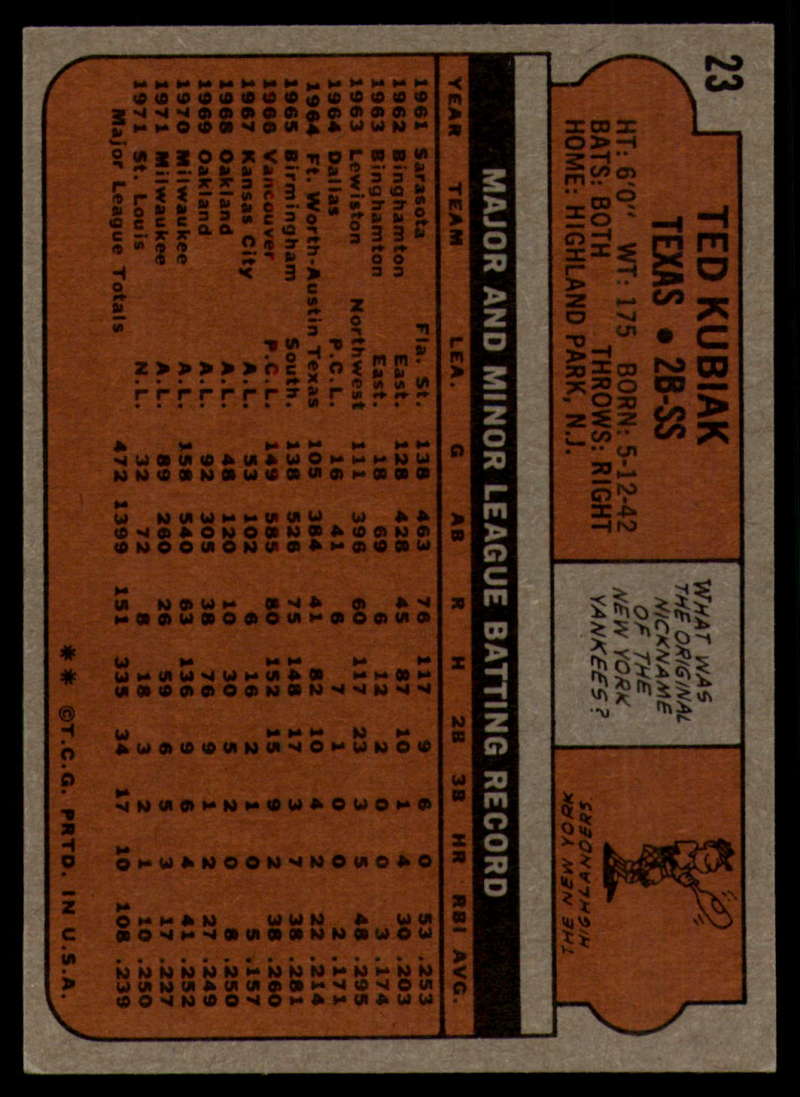 23
TED KUBIAK
TEXAS • 2B-SS
HT: 6'0" WT: 175 BORN: 5-12-42
BATS: BOTH THROWS: RIGHT
HOME: HIGHLAND PARK, N.J.
WHAT WAS
THE ORIGINAL
NICKNAME
OF THE
NEW YORK
YANKEES?
THE NEW YORK
HIGHLANDERS.
MAJOR AND MINOR LEAGUE BATTING RECORD
YEAR TEAM LEA. G AB R H 2B 3B HR RBI AVG.
1961 Sarasota Fla. St. 138 463 76 117 9 6 0 53 .253
1962 Binghamton East. 128 428 45 87 10 1 4 30 .203
1963 Binghamton East. 18 69 6 12 2 0 0 3 .174
1963 Lewiston Northwest 111 396 60 117 23 3 5 48 .295
1964 Dallas P.C.L. 16 41 6 7 1 0 0 2 .171
1964 Ft. Worth-Austin Texas 105 384 41 82 10 4 2 22 .214
1965 Birmingham South. 138 526 75 148 17 3 7 38 .281
1966 Vancouver P.C.L. 149 585 80 152 15 9 2 38 .260
1967 Kansas City A.L. 53 102 6 16 2 1 0 5 .157
1968 Oakland A.L. 48 120 10 30 5 2 0 8 .250
1969 Oakland A.L. 92 305 38 76 9 1 2 27 .249
1970 Milwaukee A.L. 158 540 63 136 9 6 4 41 .252
1971 Milwaukee A.L. 89 260 26 59 6 5 3 17 .227
1971 St. Louis N.L. 32 72 8 18 3 2 1 10 .250
Major League Totals 472 1399 151 335 34 17 10 108 .239
** ©T.C.G. PRTD. IN U.S.A.